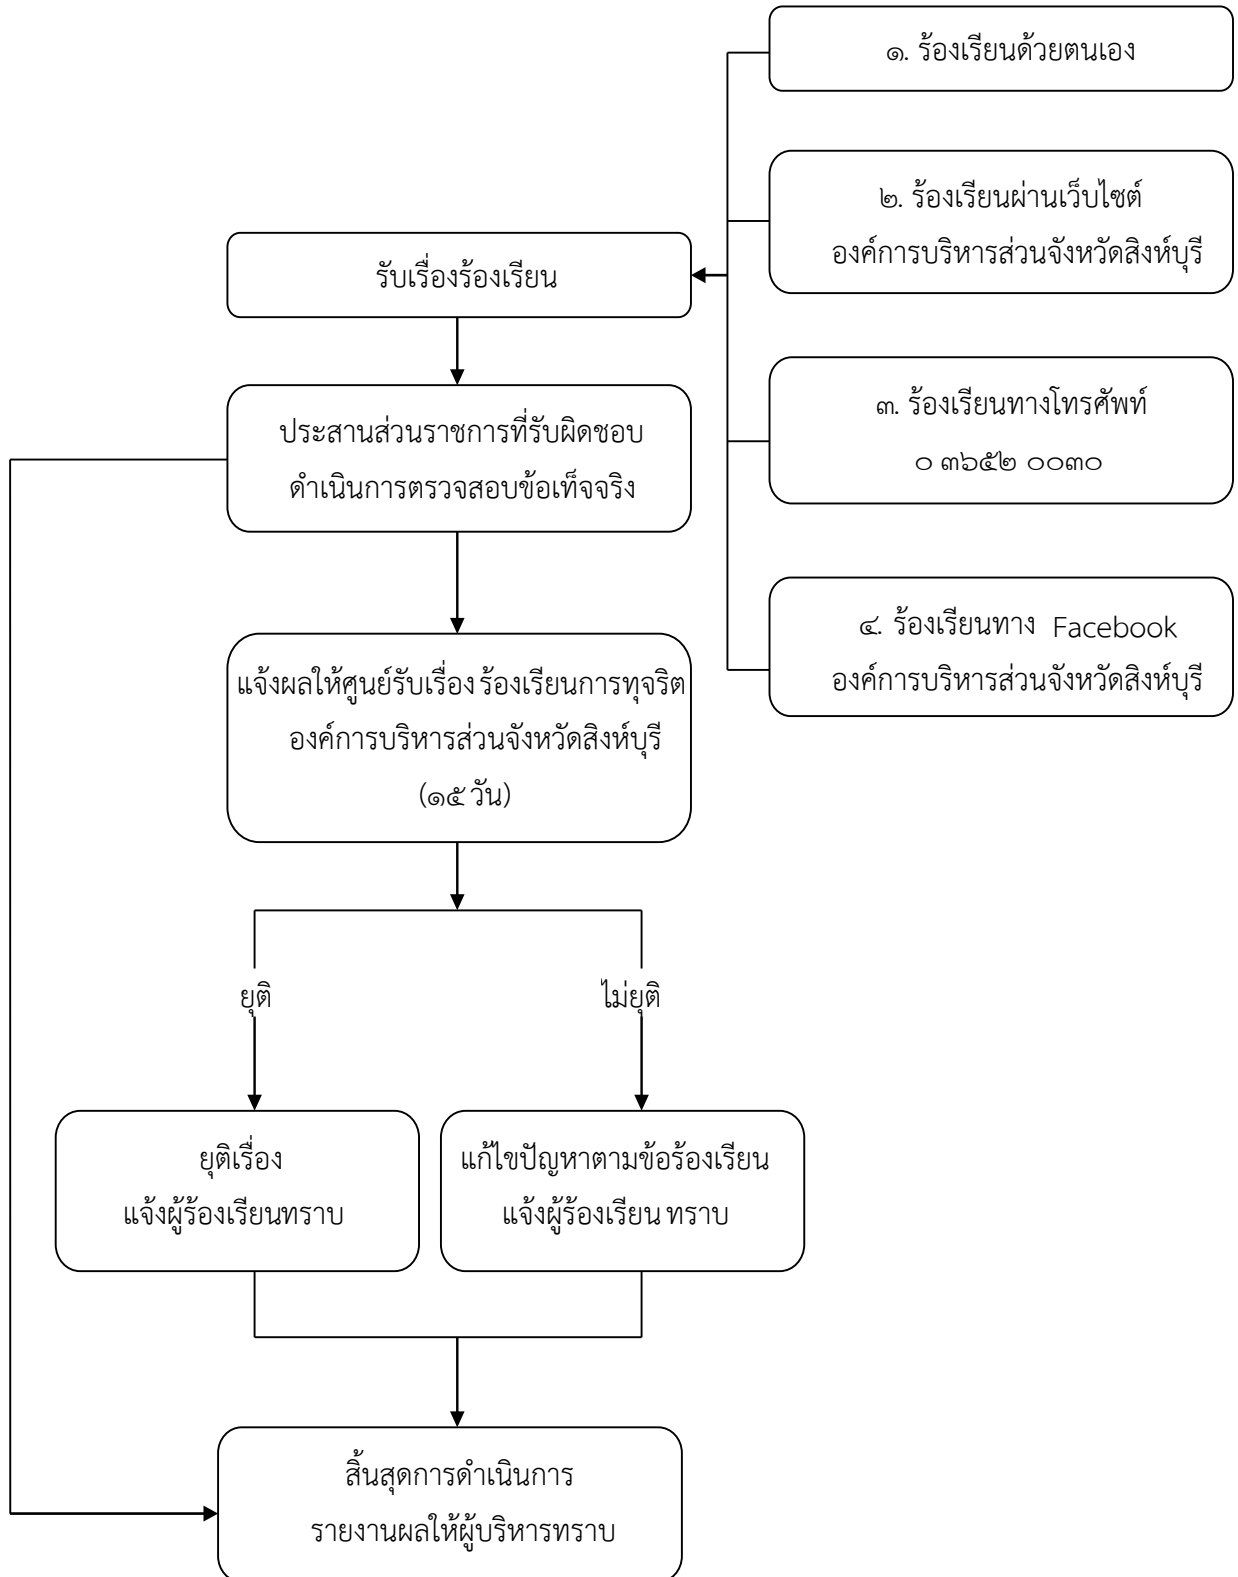 ๑. ร้องเรียนด้วยตนเอง
๒. ร้องเรียนผ่านเว็บไซต์
องค์การบริหารส่วนจังหวัดสิงห์บุรี
๓. ร้องเรียนทางโทรศัพท์
๐ ๓๖๕๒ ๐๐๓๐
๔. ร้องเรียนทาง Facebook
องค์การบริหารส่วนจังหวัดสิงห์บุรี
รับเรื่องร้องเรียน
ประสานส่วนราชการที่รับผิดชอบ
ดำเนินการตรวจสอบข้อเท็จจริง
แจ้งผลให้ศูนย์รับเรื่อง ร้องเรียนการทุจริต
องค์การบริหารส่วนจังหวัดสิงห์บุรี
(๑๕ วัน)
ยุติ
ไม่ยุติ
ยุติเรื่อง
แจ้งผู้ร้องเรียนทราบ
แก้ไขปัญหาตามข้อร้องเรียน
แจ้งผู้ร้องเรียน ทราบ
สิ้นสุดการดำเนินการ
รายงานผลให้ผู้บริหารทราบ